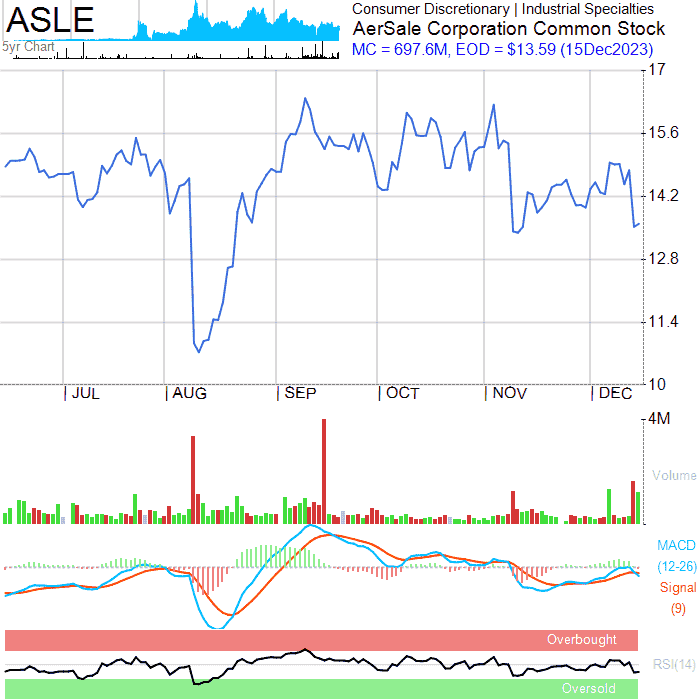 ASLE
5yr Chart
Consumer Discretionary | Industrial Specialties
AerSale Corporation Common Stock
MC = 697.6M, EOD = $13.59 (15Dec2023)
17
15.6
14.2
12.8
11.4
10
JUL AUG SEP OCT NOV DEC
4M
Volume
MACD
(12-26)
Signal
(9)
Overbought
RSI(14)
Oversold